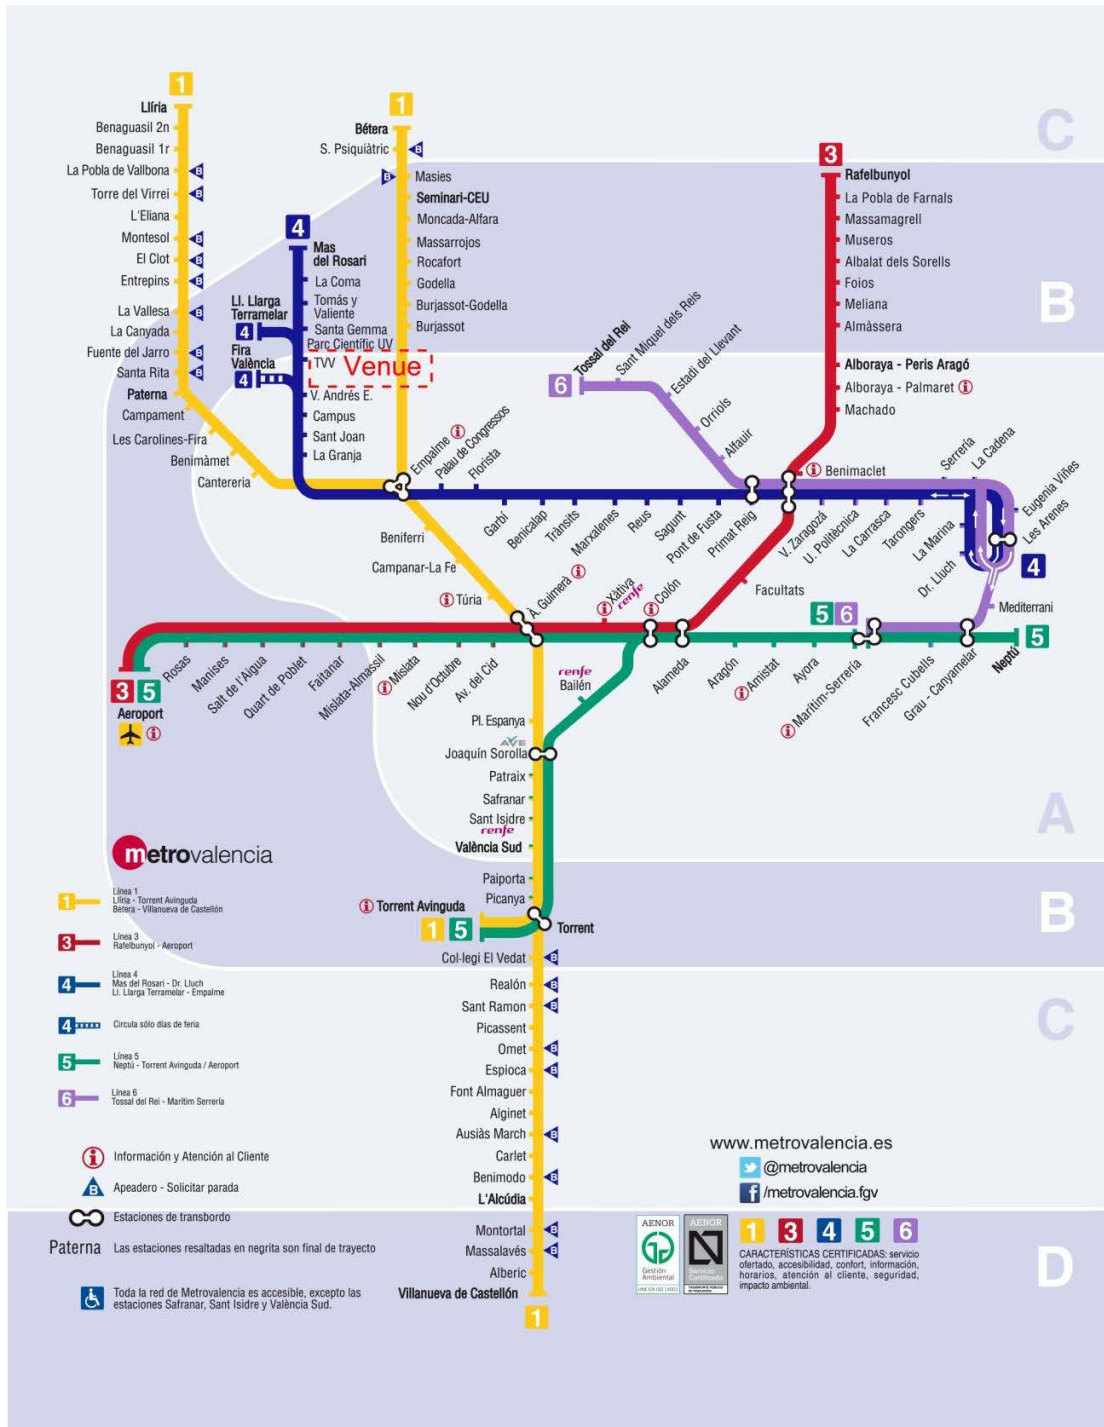 1
Llíria
Benaguasil 2n
Benaguasil 1r
La Pobla de Vallbona
B
Torre del Virrei
B
L'Eliana
Montesol
B
El Clot
B
Entrepins
B
La Vallesa
B
La Canyada
Fuente del Jarro
B
Santa Rita
B
Paterna
Campament
Les Carolines-Fira
Benimàmet
Cantereria
1
Bétera
S. Psiquiàtric
B
B
Masies
Seminari-CEU
Moncada-Alfara
Massarrojos
Rocafort
Godella
Burjassot-Godella
Burjassot
4
Mas
del Rosari
La Coma
Tomás y
Valiente
Santa Gemma
Parc Científic UV
TVV
Venue
V. Andrés E.
Campus
Sant Joan
La Granja
Ll. Llarga
Terramelar
4
Fira
València
4
3
Rafelbunyol
La Pobla de Farnals
Massamagrell
Museros
Albalat dels Sorells
Foios
Meliana
Almàssera
Alboraya - Peris Aragó
Alboraya - Palmaret
Machado
Benimaclet
6
Tossal del Rei
Sant Miquel dels Reis
Estadi del Llevant
Orriols
Alfauir
Empalme
Palau de Congressos
Florista
Garbí
Benicalap
Trànsits
Marxalenes
Reus
Sagunt
Pont de Fusta
Primat Reig
V. Zaragozá
U. Politècnica
La Carrasca
Tarongers
Serrería
La Cadena
Eugenia Viñes
Les Arenes
La Marina
Dr. Lluch
4
Mediterrani
Beniferri
Campanar-La Fe
Túria
À. Guimerà
Xàtiva
renfe
Colón
Facultats
5
6
5
Neptú
3
5
Aeroport
Rosas
Manises
Salt de l'Aigua
Quart de Poblet
Faitanar
Mislata-Almassil
Mislata
Nou d'Octubre
Av. del Cid
Alameda
Aragón
Amistat
Ayora
Marítim-Serrería
Francesc Cubells
Grau - Canyamelar
renfe
Bailén
Pl. Espanya
AVE
Joaquín Sorolla
Patraix
Safranar
Sant Isidre
renfe
València Sud
Paiporta
Picanya
Torrent Avinguda
1
5
Torrent
Col·legi El Vedat
B
Realón
B
Sant Ramon
B
Picassent
Omet
B
Espioca
B
Font Almaguer
Alginet
Ausiàs March
B
Carlet
Benimodo
B
L'Alcúdia
Montortal
B
Massalavés
B
Alberic
Villanueva de Castellón
1
C
B
A
B
C
D
metrovalencia
1
Línea 1
Llíria - Torrent Avinguda
Bétera - Villanueva de Castellón
3
Línea 3
Rafelbunyol - Aeroport
4
Línea 4
Mas del Rosari - Dr. Lluch
Ll. Llarga Terramelar - Empalme
4
Circula sólo días de feria
5
Línea 5
Neptú - Torrent Avinguda / Aeroport
6
Línea 6
Tossal del Rei - Marítim Serrería
Información y Atención al Cliente
B
Apeadero - Solicitar parada
Estaciones de transbordo
Paterna Las estaciones resaltadas en negrita son final de trayecto
Toda la red de Metrovalencia es accesible, excepto las
estaciones Safranar, Sant Isidre y València Sud.
www.metrovalencia.es
@metrovalencia
/metrovalencia.fgv
AENOR
Gestión
Ambiental
AENOR
Servicio
Certificado
1 3 4 5 6
CARACTERÍSTICAS CERTIFICADAS: servicio
ofertado, accesibilidad, confort, información,
horarios, atención al cliente, seguridad,
impacto ambiental.